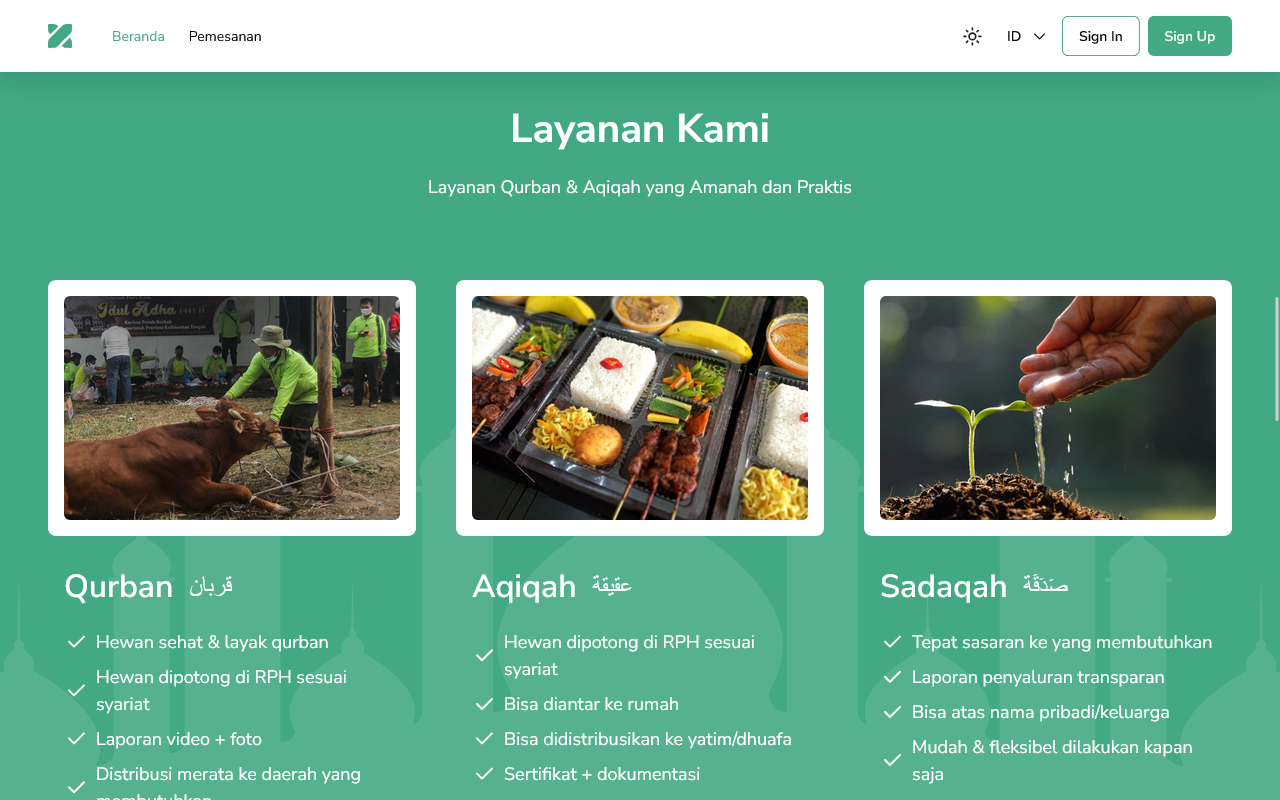 Beranda
Pemesanan
ID
Sign In
Sign Up
Layanan Kami
Layanan Qurban & Aqiqah yang Amanah dan Praktis
Idul Adha
Qurban قربان
Hewan sehat & layak qurban
Hewan dipotong di RPH sesuai
syariat
Laporan video + foto
Distribusi merata ke daerah yang
membutuhkan
Aqiqah عقيقة
Hewan dipotong di RPH sesuai
syariat
Bisa diantar ke rumah
Bisa didistribusikan ke yatim/dhuafa
Sertifikat + dokumentasi
Sadaqah صَدَقَة
Tepat sasaran ke yang membutuhkan
Laporan penyaluran transparan
Bisa atas nama pribadi/keluarga
Mudah & fleksibel dilakukan kapan
saja